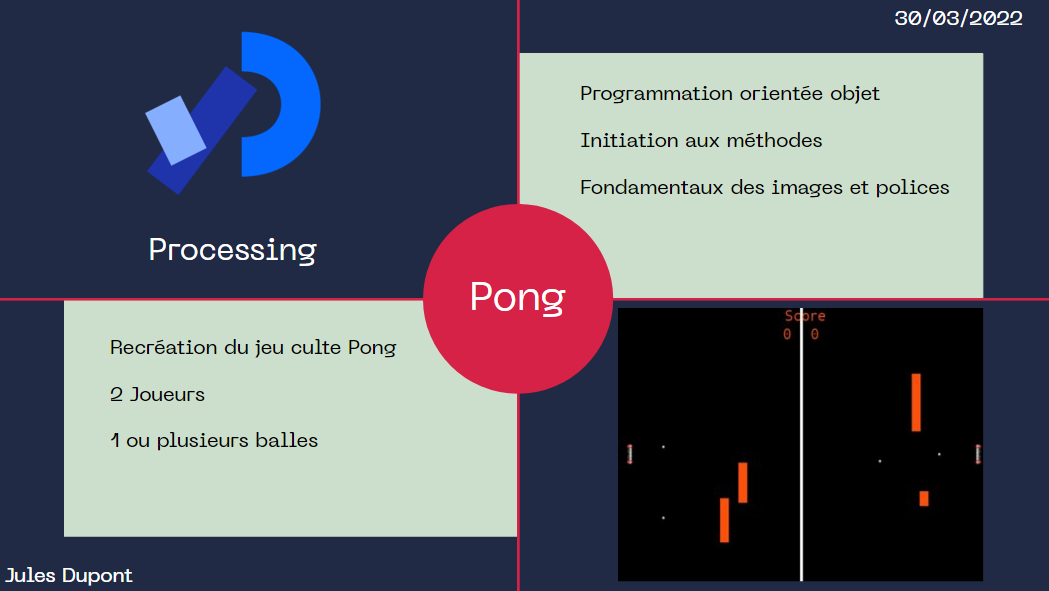 30/03/2022
Processing
Programmation orientée objet
Initiation aux méthodes
Fondamentaux des images et polices
Pong
Recréation du jeu culte Pong
2 Joueurs
1 ou plusieurs balles
Score
0 0
Jules Dupont